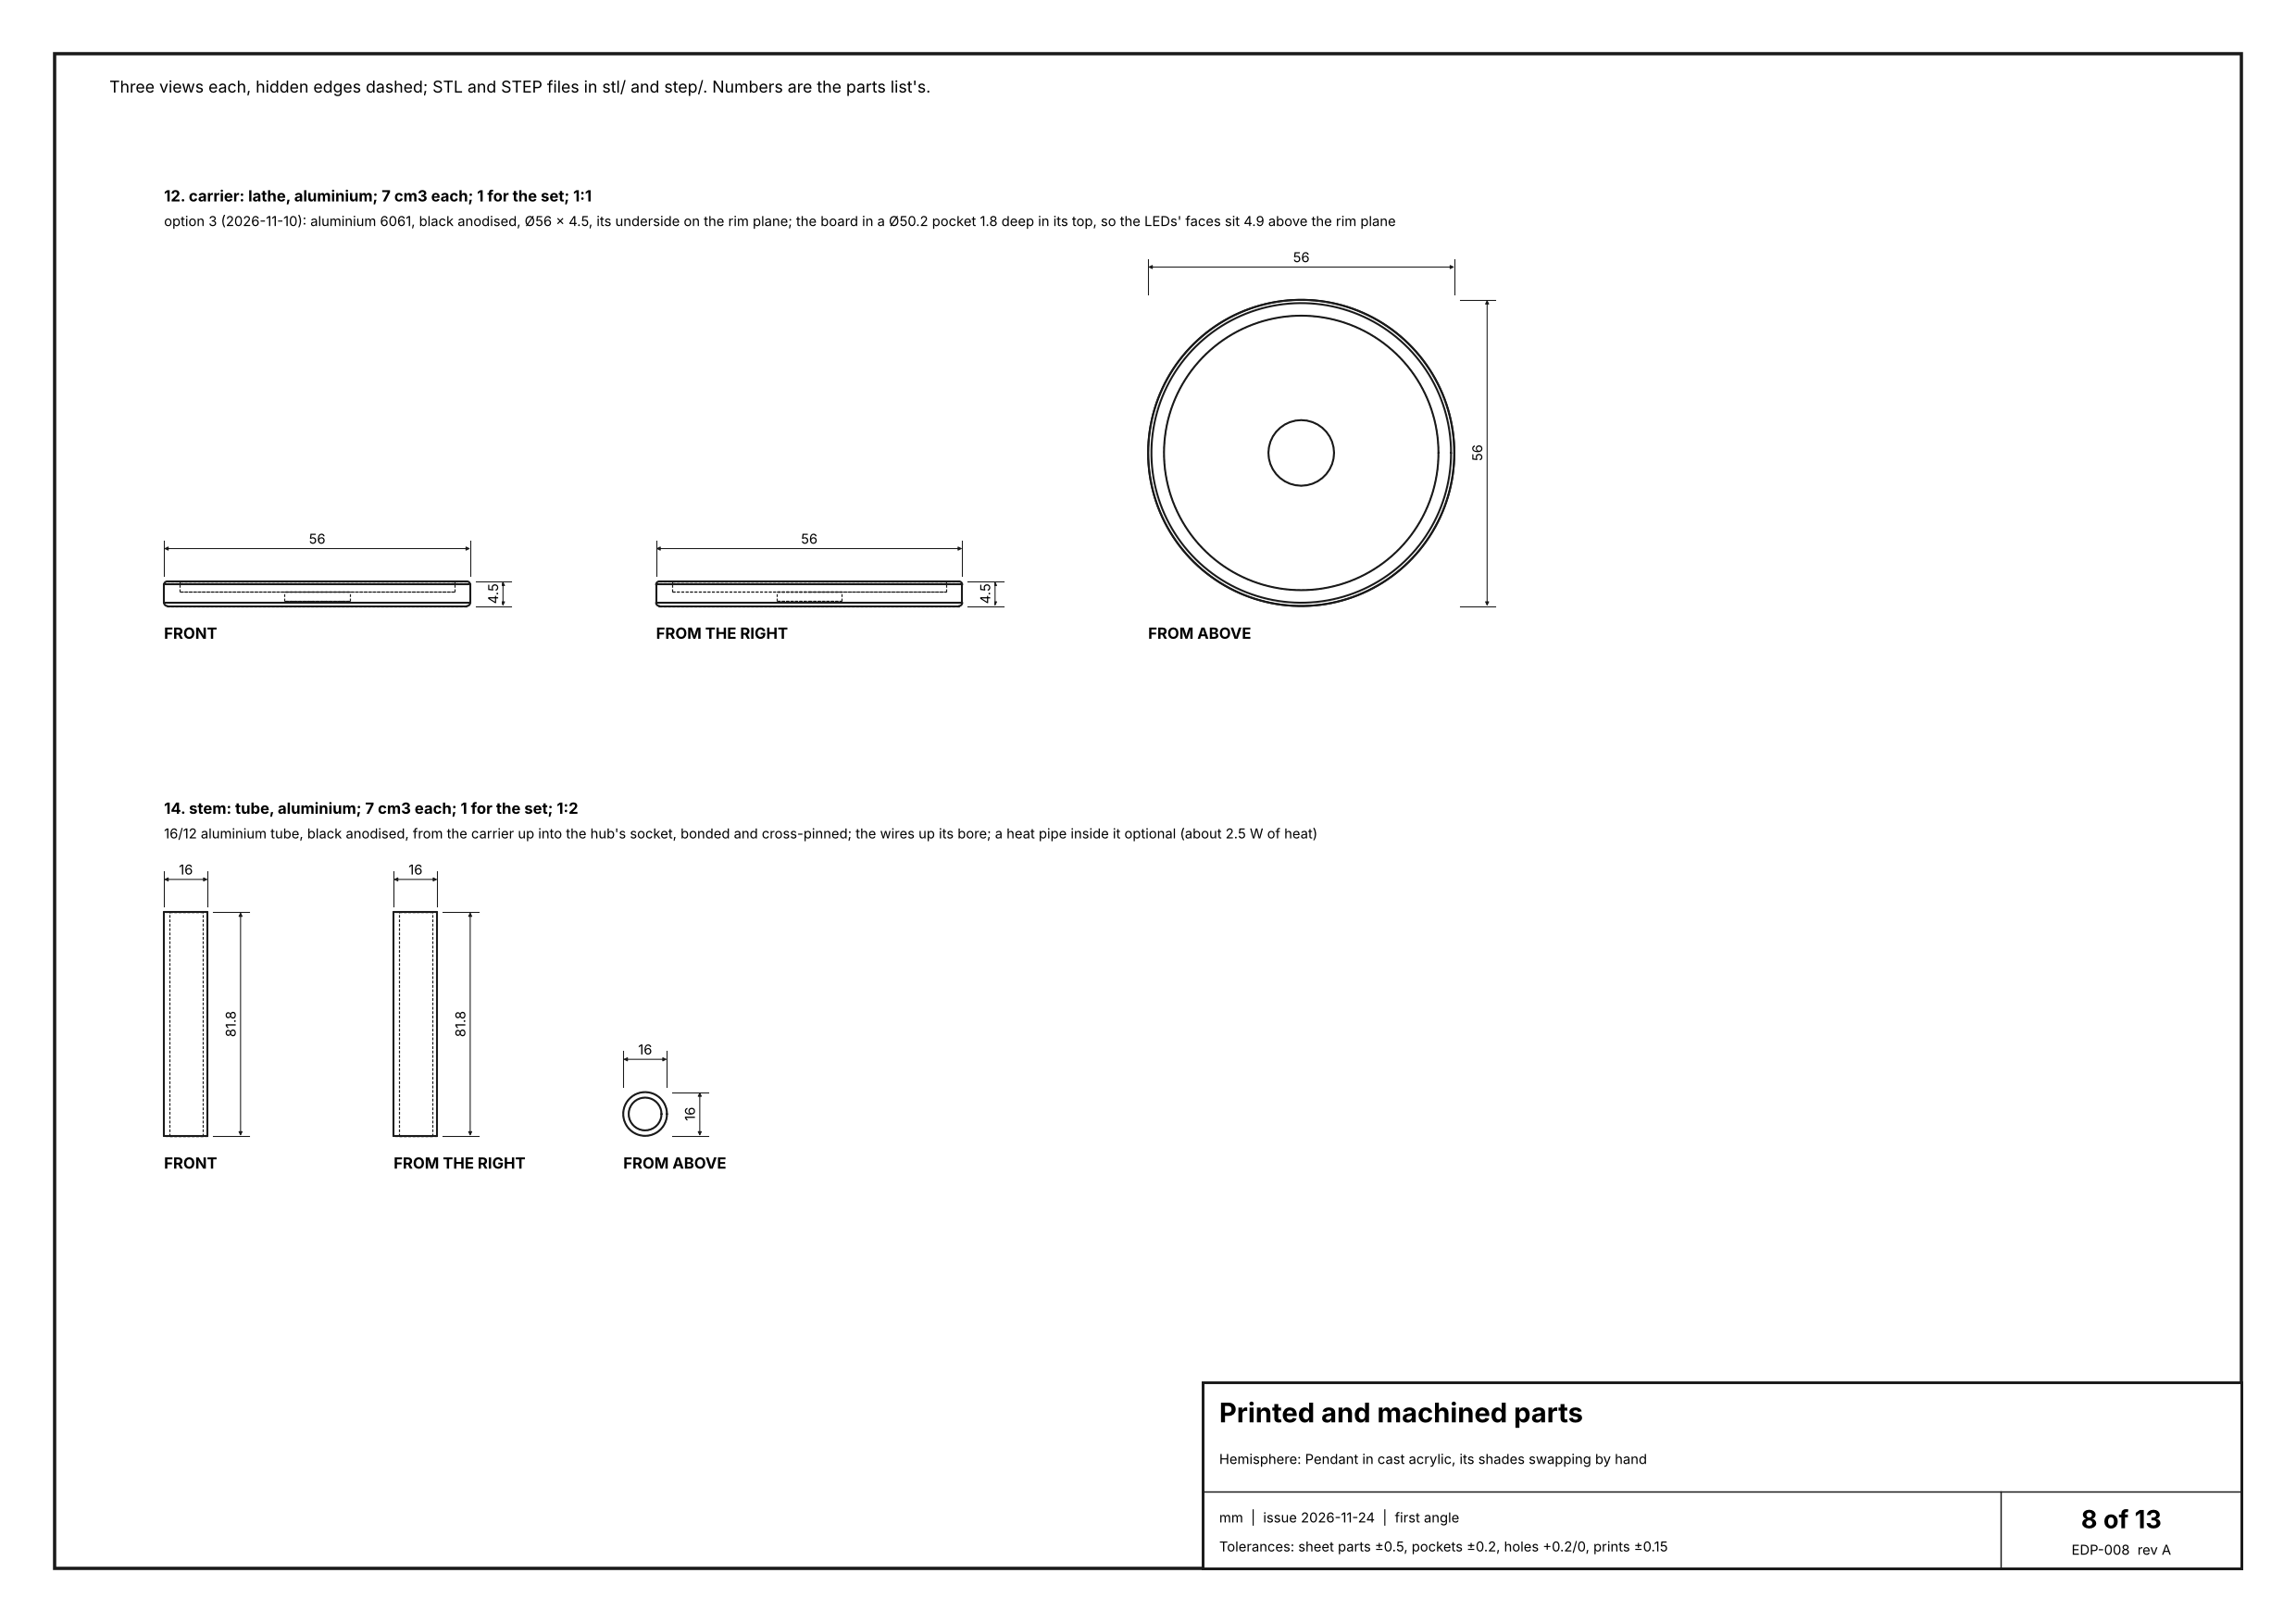 Three views each, hidden edges dashed; STL and STEP files in stl/ and step/. Numbers are the parts list's.
12. carrier: lathe, aluminium; 7 cm3 each; 1 for the set; 1:1
option 3 (2026-11-10): aluminium 6061, black anodised, Ø56 × 4.5, its underside on the rim plane; the board in a Ø50.2 pocket 1.8 deep in its top, so the LEDs' faces sit 4.9 above the rim plane
56
56
56
4.5
56
4.5
FRONT
FROM THE RIGHT
FROM ABOVE
14. stem: tube, aluminium; 7 cm3 each; 1 for the set; 1:2
16/12 aluminium tube, black anodised, from the carrier up into the hub's socket, bonded and cross-pinned; the wires up its bore; a heat pipe inside it optional (about 2.5 W of heat)
16
16
81.8
81.8
16
16
FRONT
FROM THE RIGHT
FROM ABOVE
Printed and machined parts
Hemisphere: Pendant in cast acrylic, its shades swapping by hand
mm | issue 2026-11-24 | first angle
Tolerances: sheet parts ±0.5, pockets ±0.2, holes +0.2/0, prints ±0.15
8 of 13
EDP-008 rev A